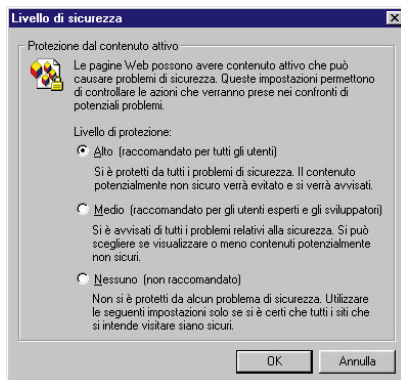 Livello di sicurezza
Protezione dal contenuto attivo
Le pagine Web possono avere contenuto attivo che può
causare problemi di sicurezza. Queste impostazioni permettono
di controllare le azioni che verranno prese nei confronti di
potenziali problemi.
Livello di protezione:
Alto (raccomandato per tutti gli utenti)
Si è protetti da tutti i problemi di sicurezza. Il contenuto
potenzialmente non sicuro verrà evitato e si verrà avvisati.
Medio (raccomandato per gli utenti esperti e gli sviluppatori)
Si è avvisati di tutti i problemi relativi alla sicurezza. Si può
scegliere se visualizzare o meno contenuti potenzialmente
non sicuri.
Nessuno (non raccomandato)
Non si è protetti da alcun problema di sicurezza. Utilizzare
le seguenti impostazioni solo se si è certi che tutti i siti che
si intende visitare siano sicuri.
OK Annulla